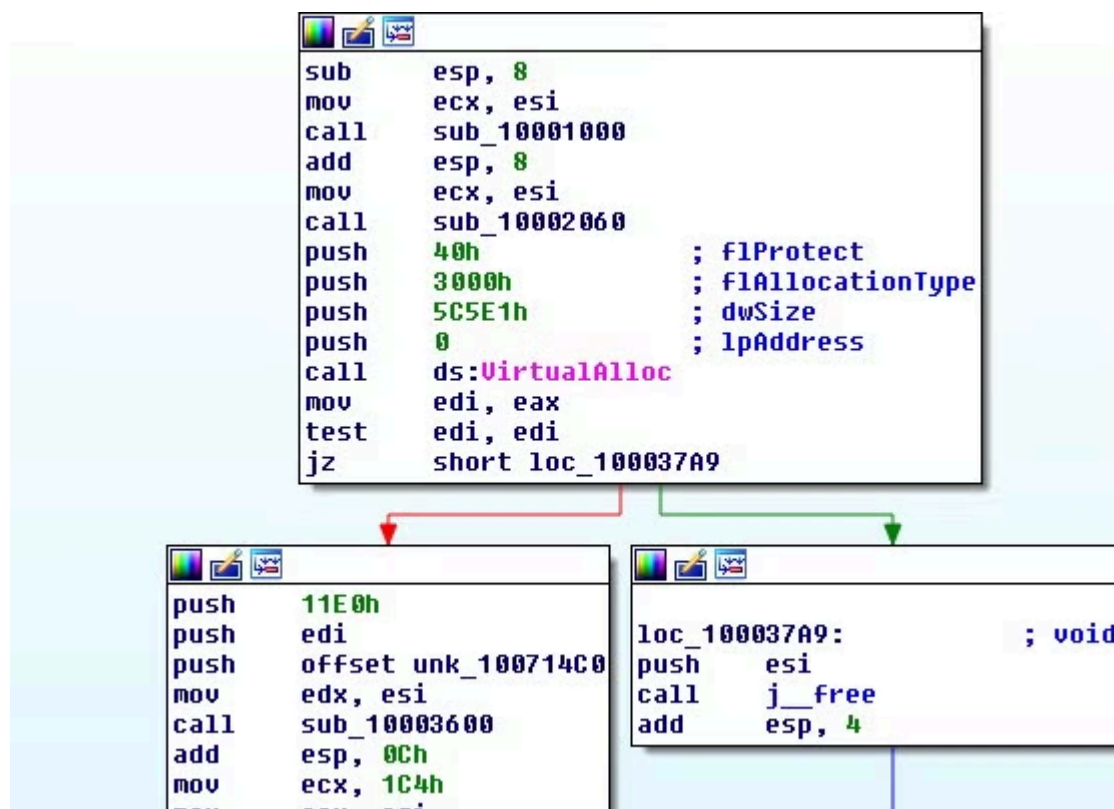 sub esp, 8
mov ecx, esi
call sub_10001000
add esp, 8
mov ecx, esi
call sub_10002060
push 40h ; flProtect
push 3000h ; flAllocationType
push 5C5E1h ; dwSize
push 0 ; lpAddress
call ds:VirtualAlloc
mov edi, eax
test edi, edi
jz short loc_100037A9
push 11E0h
push edi
push offset unk_100714C0
mov edx, esi
call sub_10003600
add esp, 0Ch
mov ecx, 1C4h
loc_100037A9: ; void
push esi
call j__free
add esp, 4